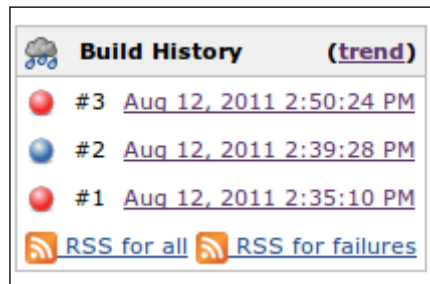 Build History (trend)
#3 Aug 12, 2011 2:50:24 PM
#2 Aug 12, 2011 2:39:28 PM
#1 Aug 12, 2011 2:35:10 PM
RSS for all RSS for failures